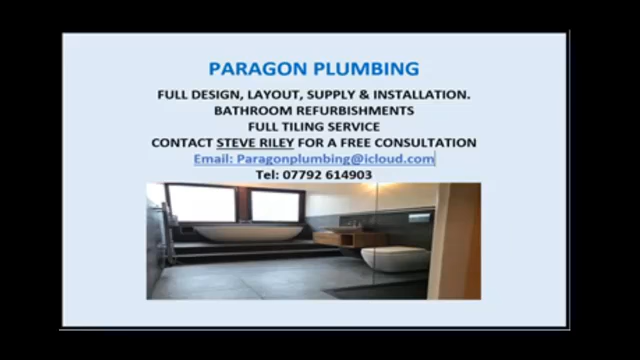 PARAGON PLUMBING
FULL DESIGN, LAYOUT, SUPPLY & INSTALLATION.
BATHROOM REFURBISHMENTS
FULL TILING SERVICE
CONTACT STEVE RILEY FOR A FREE CONSULTATION
Email: Paragonplumbing@icloud.com
Tel: 07792 614903